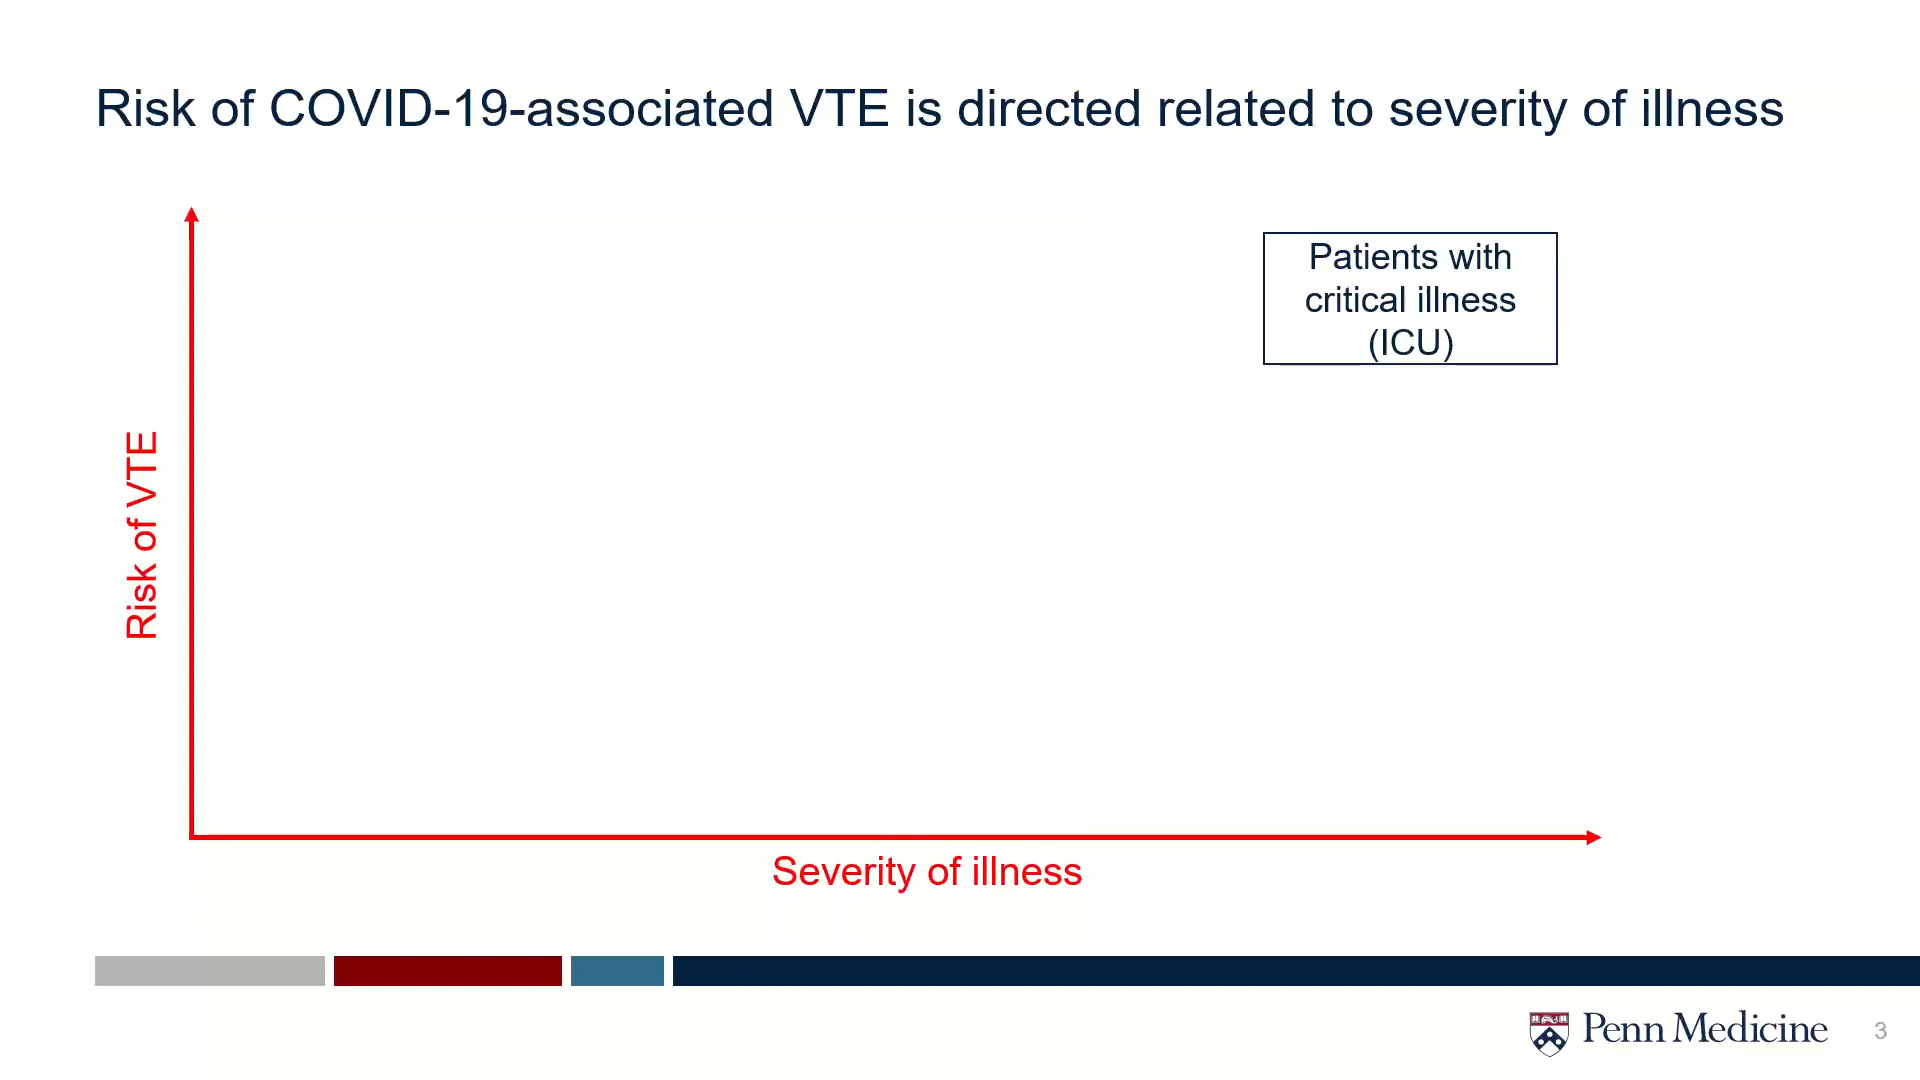 Risk of COVID-19-associated VTE is directed related to severity of illness
Patients with
critical illness
(ICU)
Risk of VTE
Severity of illness
Penn Medicine
3